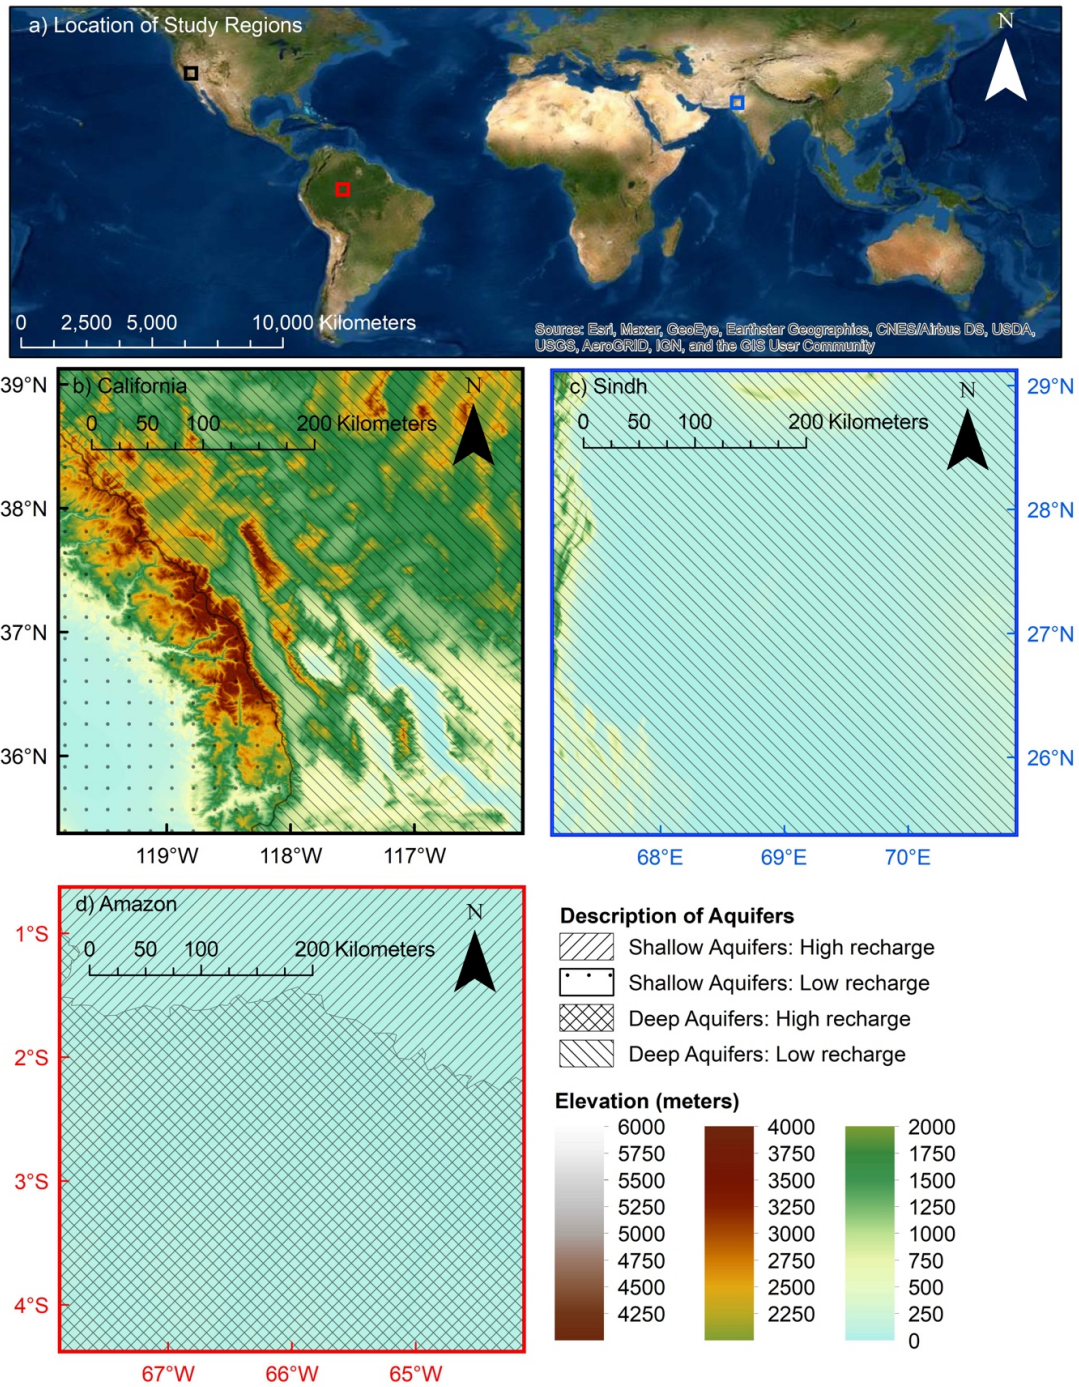 a) Location of Study Regions
N
0 2,500 5,000 10,000 Kilometers
Source: Esri, Maxar, GeoEye, Earthstar Geographics, CNES/Airbus DS, USDA,
USGS, AeroGRID, IGN, and the GIS User Community
b) California
N
0 50 100 200 Kilometers
39°N
38°N
37°N
36°N
119°W 118°W 117°W
c) Sindh
N
0 50 100 200 Kilometers
29°N
28°N
27°N
26°N
68°E 69°E 70°E
d) Amazon
N
0 50 100 200 Kilometers
1°S
2°S
3°S
4°S
67°W 66°W 65°W
Description of Aquifers
Shallow Aquifers: High recharge
Shallow Aquifers: Low recharge
Deep Aquifers: High recharge
Deep Aquifers: Low recharge
Elevation (meters)
6000 4000 2000
5750 3750 1750
5500 3500 1500
5250 3250 1250
5000 3000 1000
4750 2750 750
4500 2500 500
4250 2250 250
0